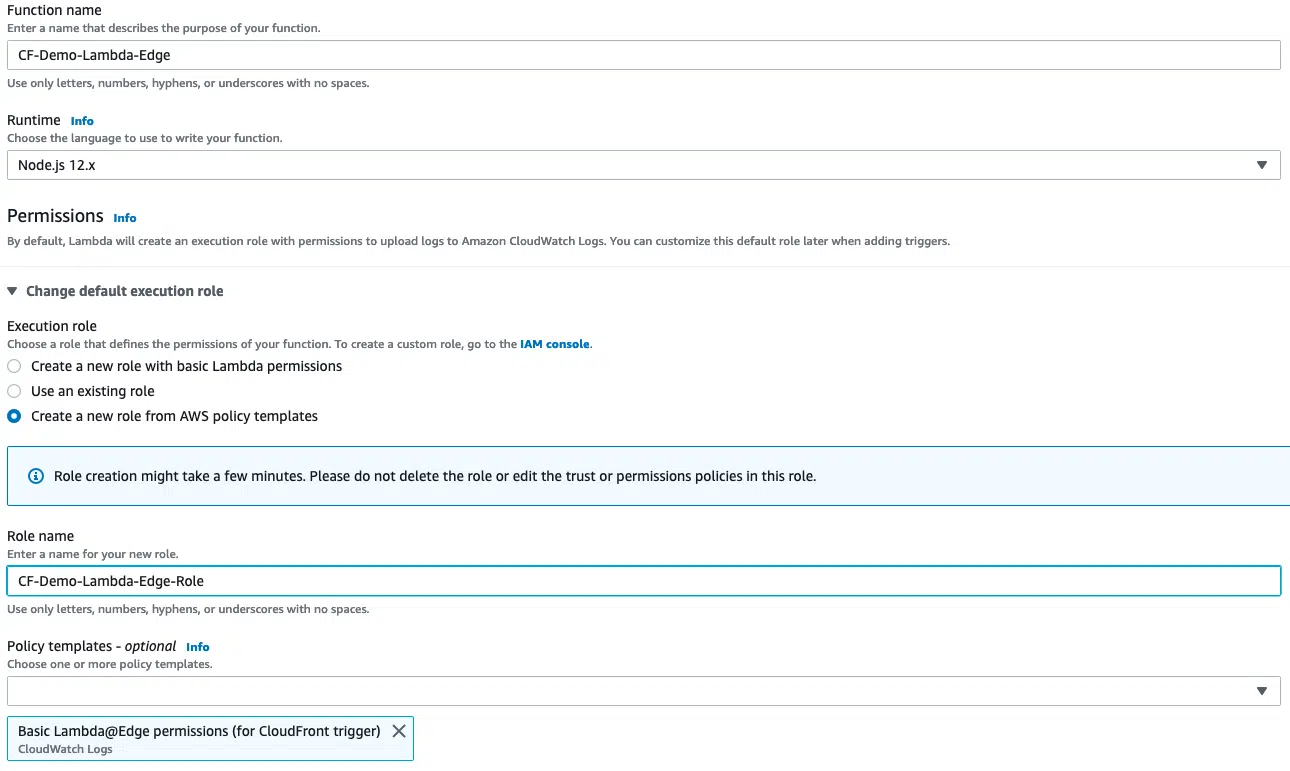 Function name
Enter a name that describes the purpose of your function.
CF-Demo-Lambda-Edge
Use only letters, numbers, hyphens, or underscores with no spaces.
Runtime Info
Choose the language to use to write your function.
Node.js 12.x
Permissions Info
By default, Lambda will create an execution role with permissions to upload logs to Amazon CloudWatch Logs. You can customize this default role later when adding triggers.
Change default execution role
Execution role
Choose a role that defines the permissions of your function. To create a custom role, go to the IAM console.
Create a new role with basic Lambda permissions
Use an existing role
Create a new role from AWS policy templates
Role creation might take a few minutes. Please do not delete the role or edit the trust or permissions policies in this role.
Role name
Enter a name for your new role.
CF-Demo-Lambda-Edge-Role
Use only letters, numbers, hyphens, or underscores with no spaces.
Policy templates - optional Info
Choose one or more policy templates.
Basic Lambda@Edge permissions (for CloudFront trigger)
CloudWatch Logs